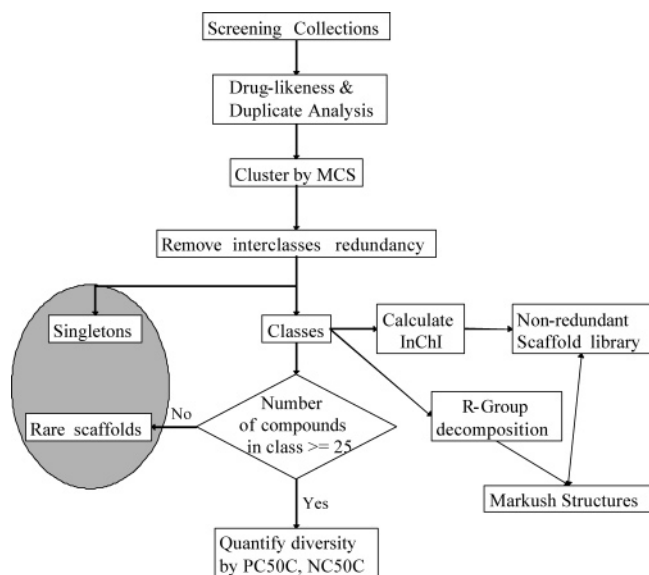 Screening Collections
Drug-likeness &
Duplicate Analysis
Cluster by MCS
Remove interclasses redundancy
Singletons
Classes
Calculate
InChI
Non-redundant
Scaffold library
Number
of compounds
in class >= 25
No
Rare scaffolds
R-Group
decomposition
Markush Structures
Yes
Quantify diversity
by PC50C, NC50C